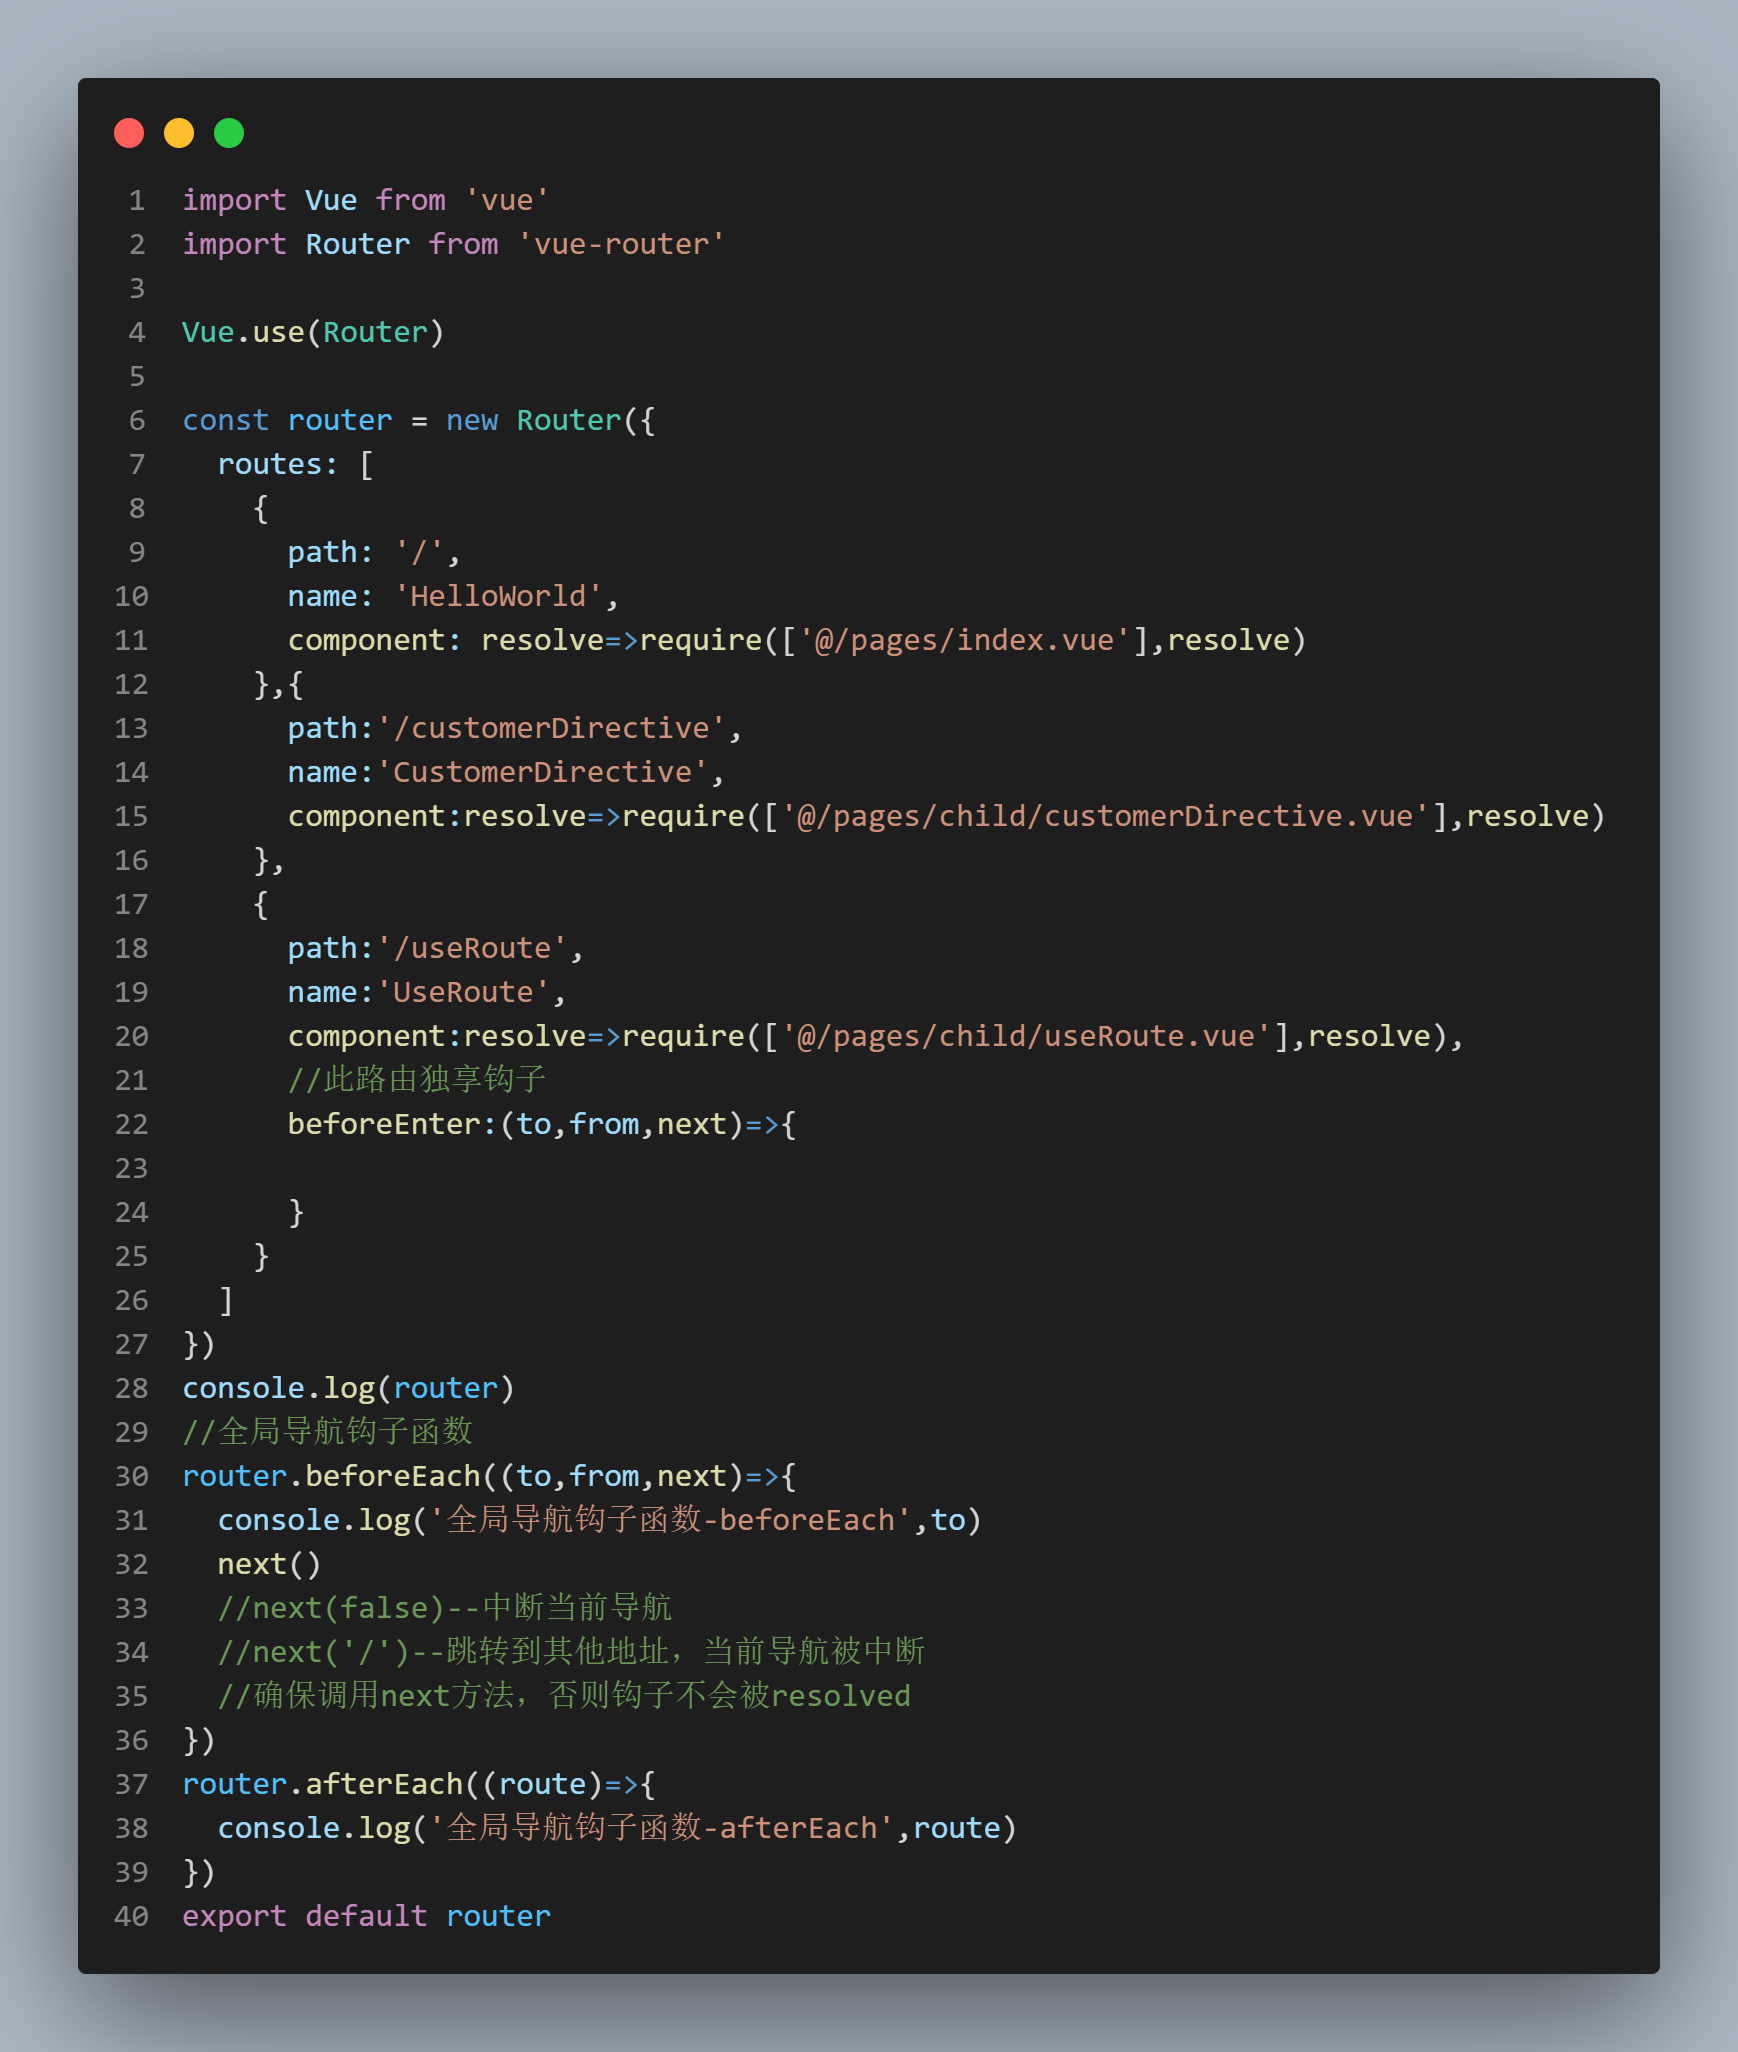 1 import Vue from 'vue'
2 import Router from 'vue-router'
3
4 Vue.use(Router)
5
6 const router = new Router({
7   routes: [
8     {
9       path: '/',
10       name: 'HelloWorld',
11       component: resolve=>require(['@/pages/index.vue'],resolve)
12     },{
13       path:'/customerDirective',
14       name:'CustomerDirective',
15       component:resolve=>require(['@/pages/child/customerDirective.vue'],resolve)
16     },
17     {
18       path:'/useRoute',
19       name:'UseRoute',
20       component:resolve=>require(['@/pages/child/useRoute.vue'],resolve),
21       //此路由独享钩子
22       beforeEnter:(to,from,next)=>{
23
24       }
25     }
26   ]
27 })
28 console.log(router)
29 //全局导航钩子函数
30 router.beforeEach((to,from,next)=>{
31   console.log('全局导航钩子函数-beforeEach',to)
32   next()
33   //next(false)--中断当前导航
34   //next('/')--跳转到其他地址，当前导航被中断
35   //确保调用next方法，否则钩子不会被resolved
36 })
37 router.afterEach((route)=>{
38   console.log('全局导航钩子函数-afterEach',route)
39 })
40 export default router